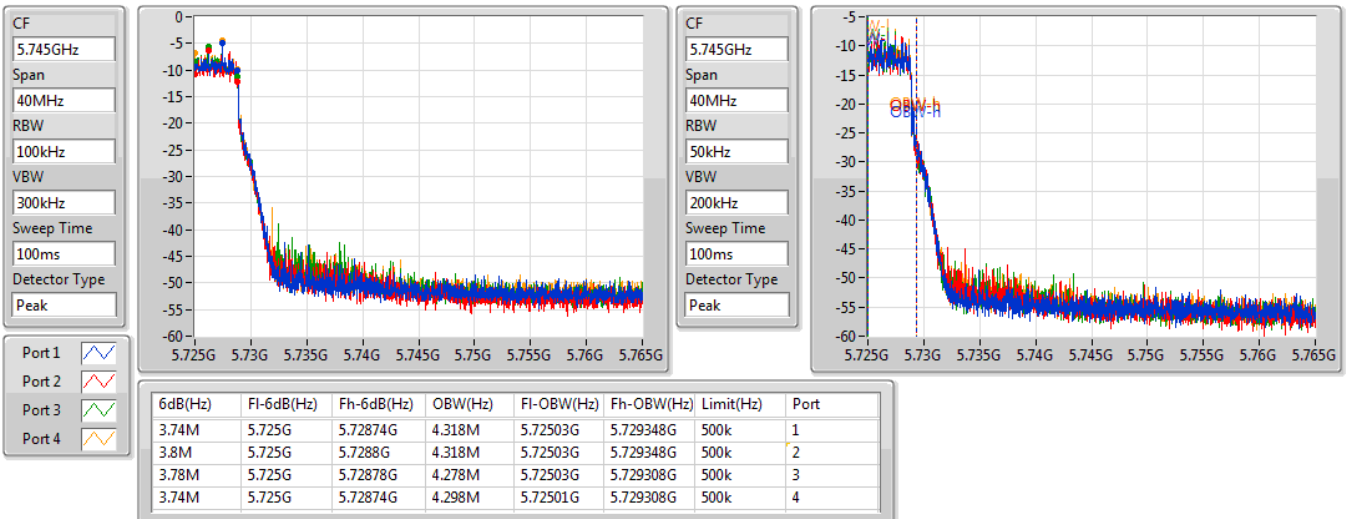 CF
5.745GHz
Span
40MHz
RBW
100kHz
VBW
300kHz
Sweep Time
100ms
Detector Type
Peak
0
-5
-10
-15
-20
-25
-30
-35
-40
-45
-50
-55
-60
5.725G 5.73G 5.735G 5.74G 5.745G 5.75G 5.755G 5.76G 5.765G
CF
5.745GHz
Span
40MHz
RBW
50kHz
VBW
200kHz
Sweep Time
100ms
Detector Type
Peak
-5
-10
-15
-20
-25
-30
-35
-40
-45
-50
-55
-60
OBW-h
5.725G 5.73G 5.735G 5.74G 5.745G 5.75G 5.755G 5.76G 5.765G
Port 1
Port 2
Port 3
Port 4
6dB(Hz) Fl-6dB(Hz) Fh-6dB(Hz) OBW(Hz) Fl-OBW(Hz) Fh-OBW(Hz) Limit(Hz) Port
3.74M 5.725G 5.72874G 4.318M 5.72503G 5.729348G 500k 1
3.8M 5.725G 5.7288G 4.318M 5.72503G 5.729348G 500k 2
3.78M 5.725G 5.72878G 4.278M 5.72503G 5.729308G 500k 3
3.74M 5.725G 5.72874G 4.298M 5.72501G 5.729308G 500k 4